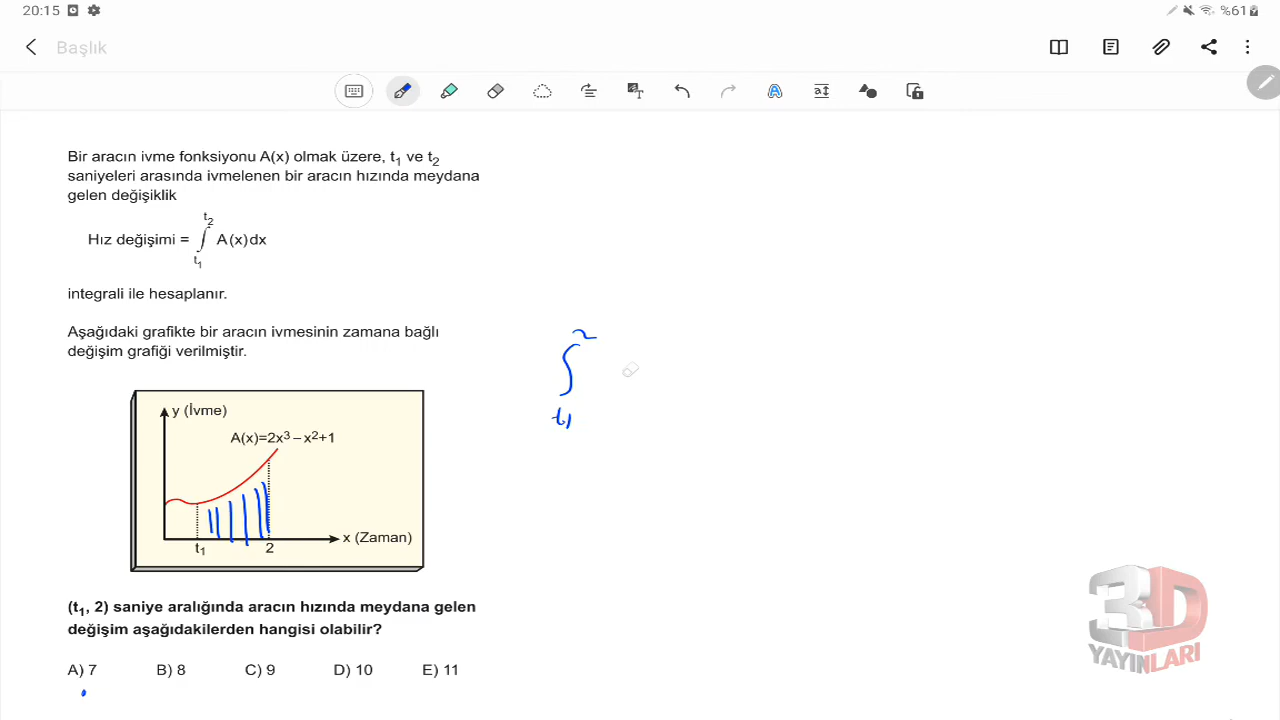 20:15
%61
Başlık
Bir aracın ivme fonksiyonu A(x) olmak üzere, t₁ ve t₂
saniyeleri arasında ivmelenen bir aracın hızında meydana
gelen değişiklik
t₂
Hız değişimi = ∫ A(x)dx
t₁
integrali ile hesaplanır.
Aşağıdaki grafikte bir aracın ivmesinin zamana bağlı
değişim grafiği verilmiştir.
2
∫
t₁
y (İvme)
A(x)=2x³–x²+1
x (Zaman)
t₁ 2
(t₁, 2) saniye aralığında aracın hızında meydana gelen
değişim aşağıdakilerden hangisi olabilir?
A) 7 B) 8 C) 9 D) 10 E) 11
3D
YAYINLARI